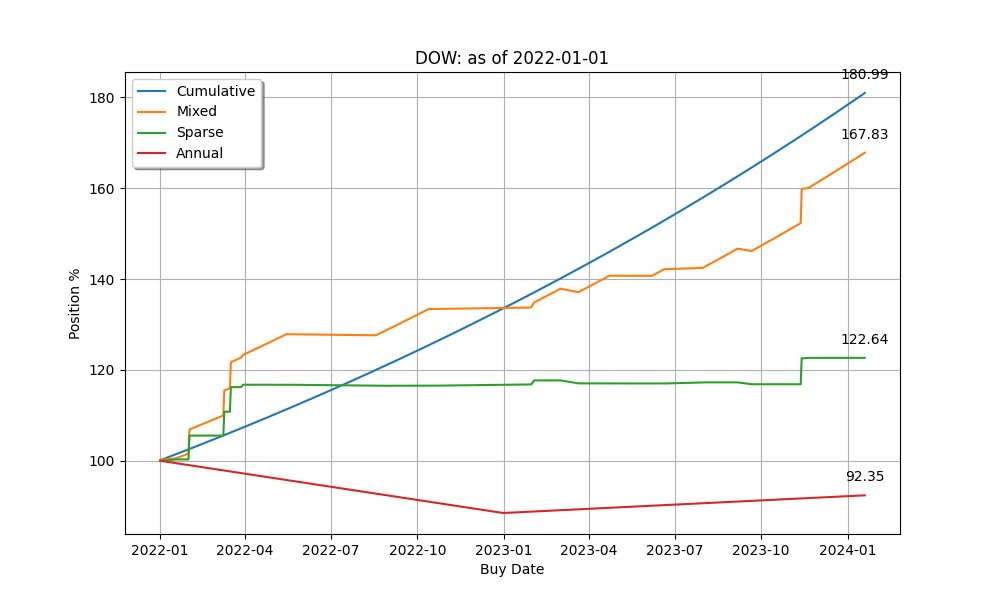 DOW: as of 2022-01-01
180.99
180
Cumulative
Mixed
Sparse
Annual
167.83
160
140
Position %
122.64
120
100
92.35
2022-01 2022-04 2022-07 2022-10 2023-01 2023-04 2023-07 2023-10 2024-01
Buy Date